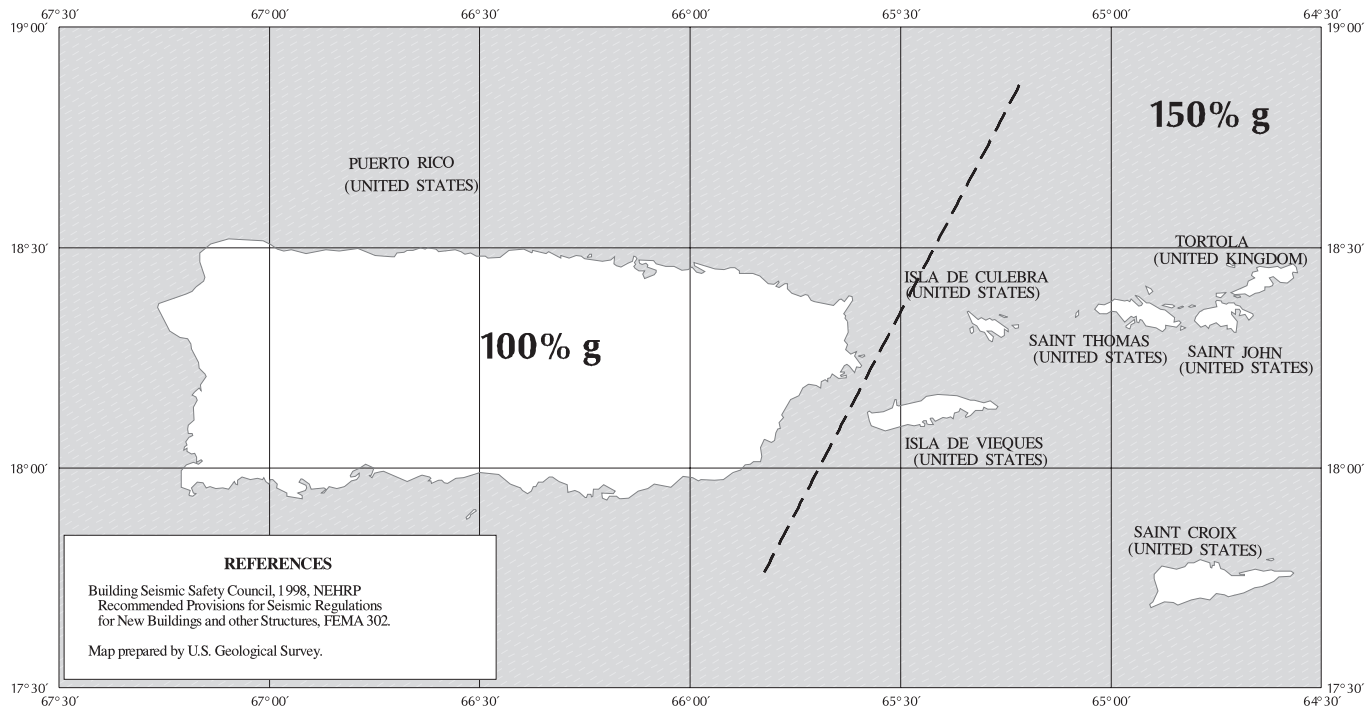 67°30′ 67°00′ 66°30′ 66°00′ 65°30′ 65°00′ 64°30′
19°00′ 19°00′
150% g
PUERTO RICO
(UNITED STATES)
TORTOLA
(UNITED KINGDOM)
18°30′ 18°30′
ISLA DE CULEBRA
(UNITED STATES)
100% g
SAINT THOMAS
(UNITED STATES)
SAINT JOHN
(UNITED STATES)
ISLA DE VIEQUES
(UNITED STATES)
18°00′ 18°00′
SAINT CROIX
(UNITED STATES)
REFERENCES
Building Seismic Safety Council, 1998, NEHRP
Recommended Provisions for Seismic Regulations
for New Buildings and other Structures, FEMA 302.
Map prepared by U.S. Geological Survey.
17°30′ 17°30′
67°30′ 67°00′ 66°30′ 66°00′ 65°30′ 65°00′ 64°30′